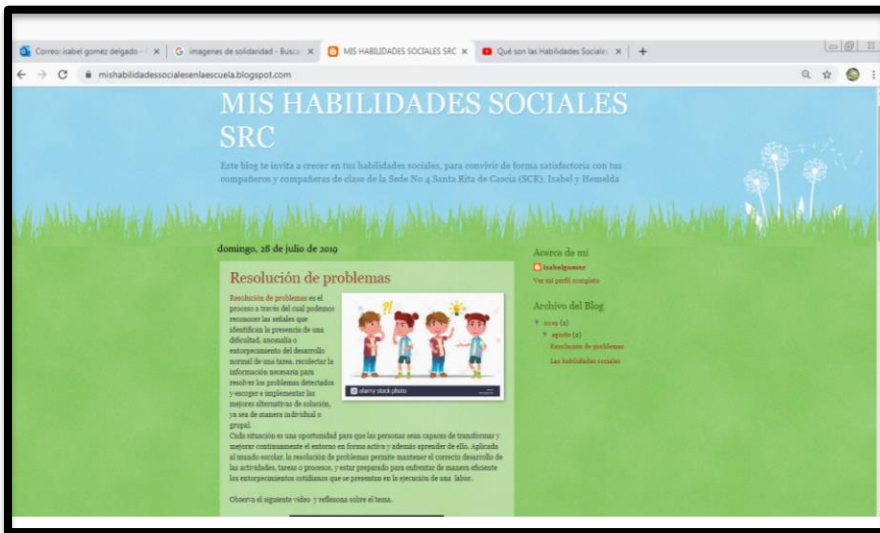 Correo: isabel gomez delgado -
imagenes de solidaridad - Busca
MIS HABILIDADES SOCIALES SRC
Qué son las Habilidades Sociale
mishabilidadessocialesenlaescuela.blogspot.com
MIS HABILIDADES SOCIALES
SRC
Este blog te invita a crecer en tus habilidades sociales, para convivir de forma satisfactoria con tus
compañeros y compañeras de clase de la Sede No 4 Santa Rita de Cascia (SCR). Isabel y Hemelda
domingo, 28 de julio de 2019
Resolución de problemas
Resolución de problemas es el
proceso a través del cual podemos
reconocer las señales que
identifican la presencia de una
dificultad, anomalía o
entorpecimiento del desarrollo
normal de una tarea, recolectar la
información necesaria para
resolver los problemas detectados
y escoger e implementar las
mejores alternativas de solución,
ya sea de manera individual o
grupal.
alamy stock photo
Cada situación es una oportunidad para que las personas sean capaces de transformar y
mejorar continuamente el entorno en forma activa y además aprender de ello. Aplicada
al mundo escolar, la resolución de problemas permite mantener el correcto desarrollo de
las actividades, tareas o procesos, y estar preparado para enfrentar de manera eficiente
los entorpecimientos cotidianos que se presentan en la ejecución de una labor.
Observa el siguiente video y reflesona sobre el tema.
Acerca de mí
isabelgomez
Ver mi perfil completo
Archivo del Blog
▼ 2019 (2)
▼ agosto (2)
Resolución de problemas
Las habilidades sociales